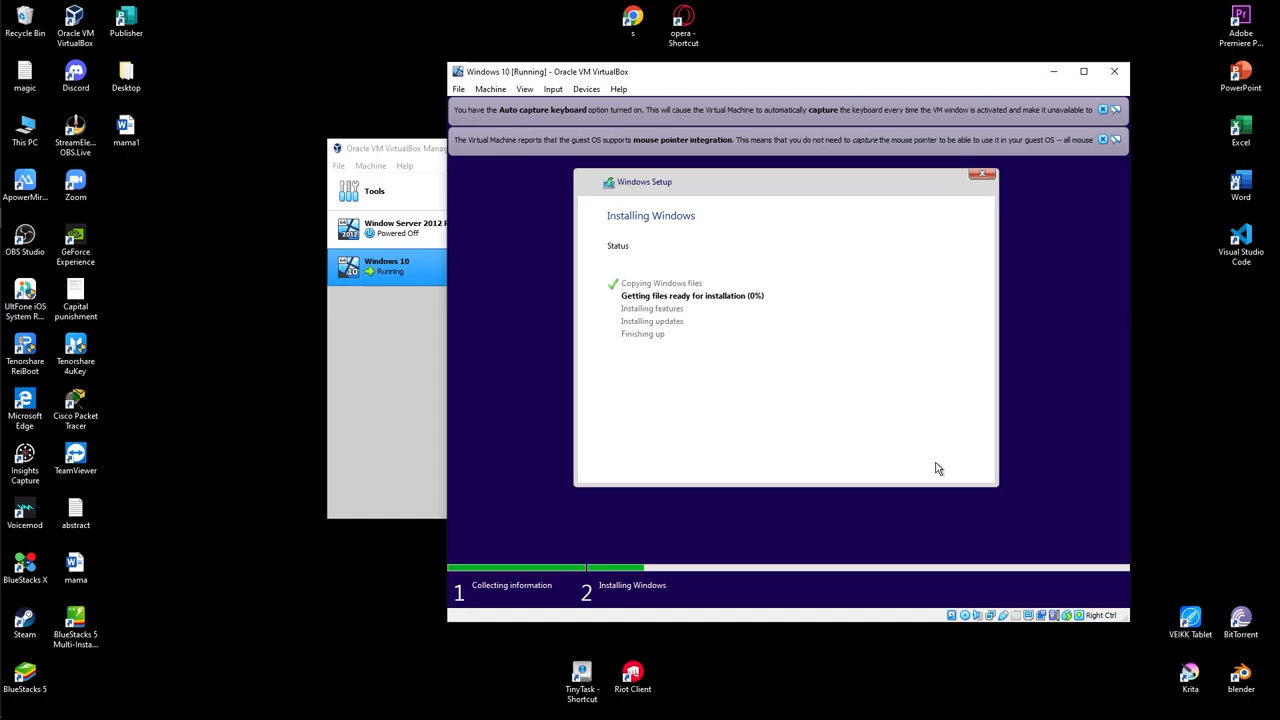 Recycle Bin
Oracle VM
VirtualBox
Publisher
magic
Discord
Desktop
This PC
StreamEle...
OBS.Live
mama1
ApowerMir...
Zoom
OBS Studio
GeForce
Experience
UltFone iOS
System R...
Capital
punishment
Tenorshare
ReiBoot
Tenorshare
4uKey
Microsoft
Edge
Cisco Packet
Tracer
Insights
Capture
TeamViewer
Voicemod
abstract
BlueStacks X
mama
Steam
BlueStacks 5
Multi-Insta...
BlueStacks 5
s
opera -
Shortcut
Oracle VM VirtualBox Manag
File Machine Help
Tools
Window Server 2012 R
Powered Off
Windows 10
Running
Windows 10 [Running] - Oracle VM VirtualBox
File Machine View Input Devices Help
You have the Auto capture keyboard option turned on. This will cause the Virtual Machine to automatically capture the keyboard every time the VM window is activated and make it unavailable to
The Virtual Machine reports that the guest OS supports mouse pointer integration. This means that you do not need to capture the mouse pointer to be able to use it in your guest OS -- all mouse
Windows Setup
Installing Windows
Status
Copying Windows files
Getting files ready for installation (0%)
Installing features
Installing updates
Finishing up
1 Collecting information
2 Installing Windows
Right Ctrl
TinyTask -
Shortcut
Riot Client
Adobe
Premiere P...
PowerPoint
Excel
Word
Visual Studio
Code
VEIKK Tablet
BitTorrent
Krita
blender